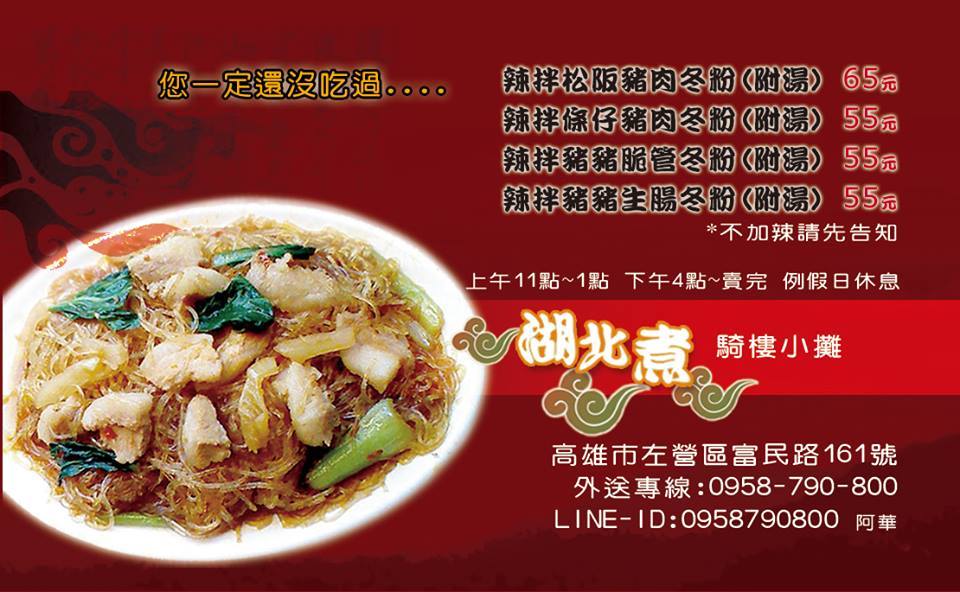 您一定還沒吃過....
辣拌松阪豬肉冬粉(附湯) 65元
辣拌條仔豬肉冬粉(附湯) 55元
辣拌豬豬脆管冬粉(附湯) 55元
辣拌豬豬生腸冬粉(附湯) 55元
*不加辣請先告知
上午11點~1點 下午4點~賣完 例假日休息
湖北煮 騎樓小攤
高雄市左營區富民路161號
外送專線:0958-790-800
LINE-ID:0958790800 阿華